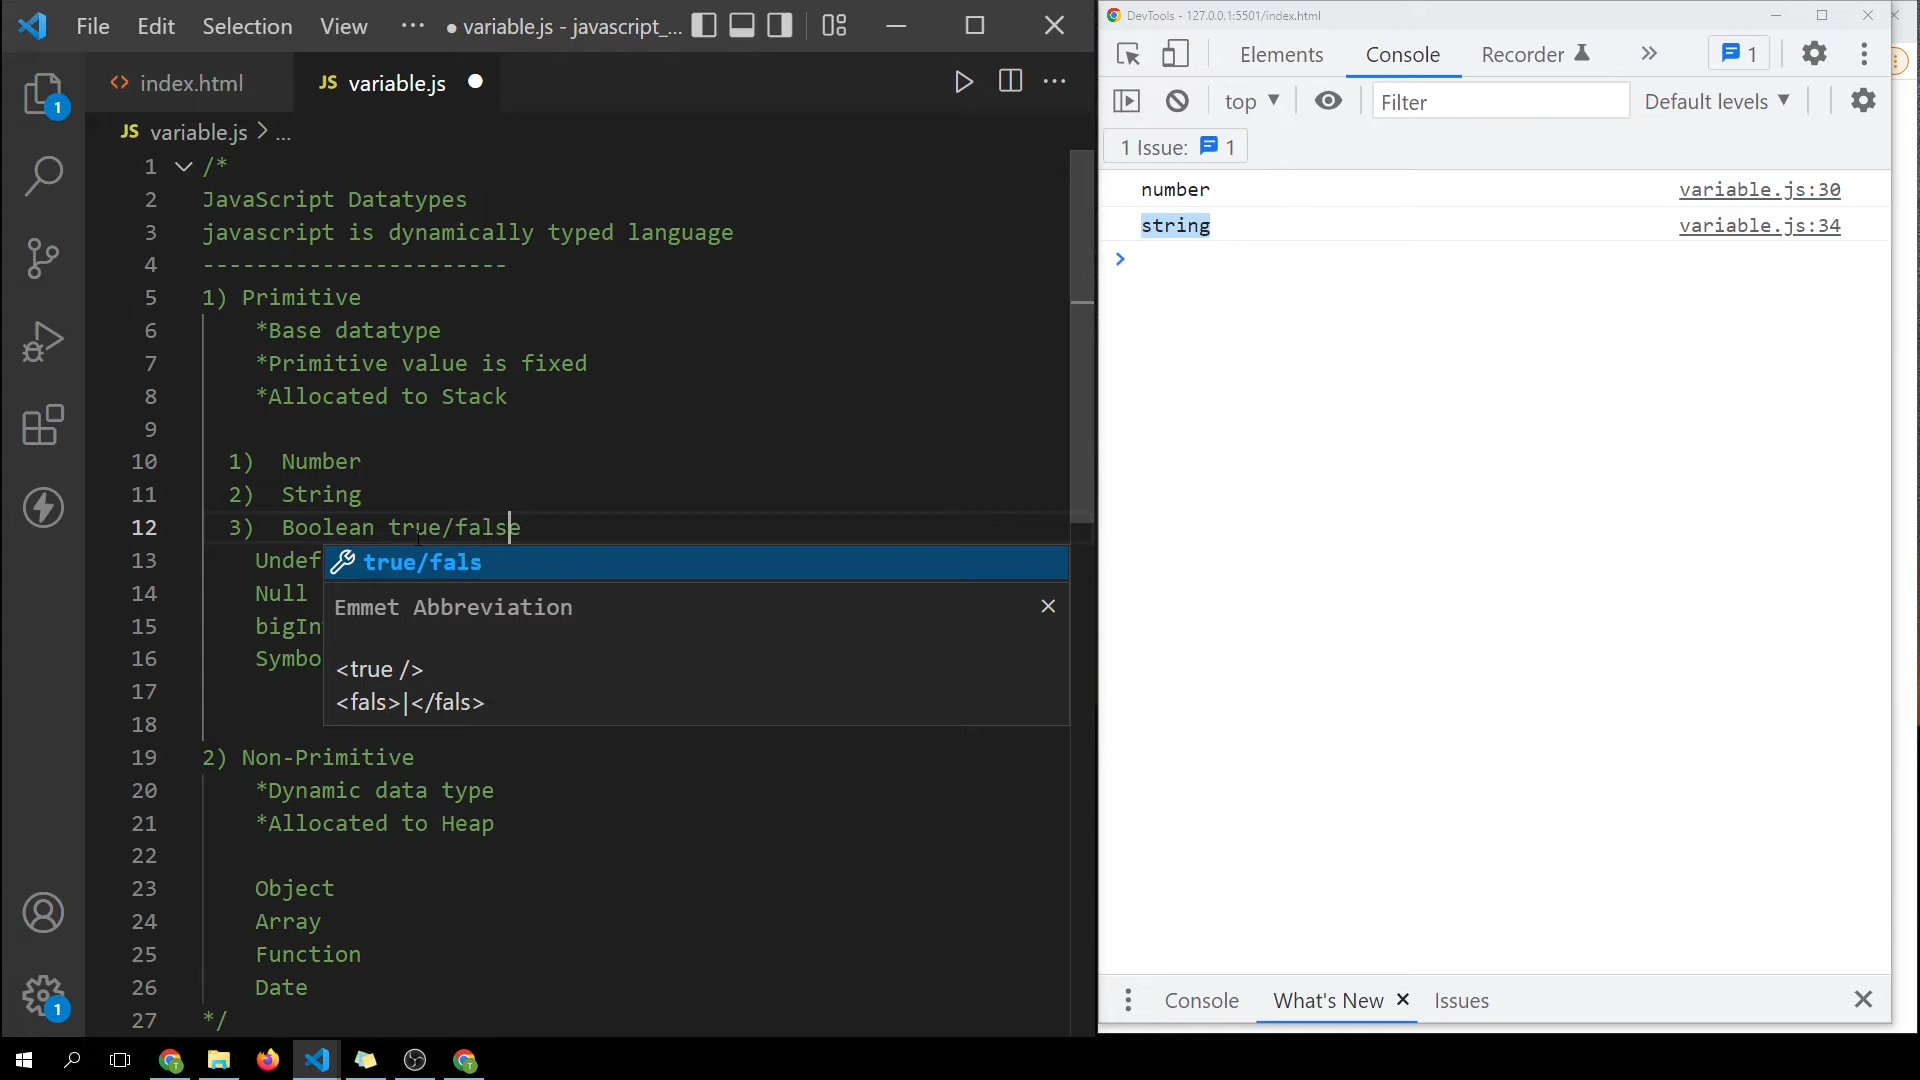 File Edit Selection View ... ● variable.js - javascript_...
index.html JS variable.js
JS variable.js > ...
1 /*
2 JavaScript Datatypes
3 javascript is dynamically typed language
4 -----------------------
5 1) Primitive
6 *Base datatype
7 *Primitive value is fixed
8 *Allocated to Stack
9
10 1) Number
11 2) String
12 3) Boolean true/false
13 Undef
14 Null
15 bigIn
16 Symbo
17
18
19 2) Non-Primitive
20 *Dynamic data type
21 *Allocated to Heap
22
23 Object
24 Array
25 Function
26 Date
27 */
true/fals
Emmet Abbreviation
<true />
<fals>|</fals>
1
1
DevTools - 127.0.0.1:5501/index.html
Elements Console Recorder 1
top Filter Default levels
1 Issue: 1
number variable.js:30
string variable.js:34
Console What's New Issues